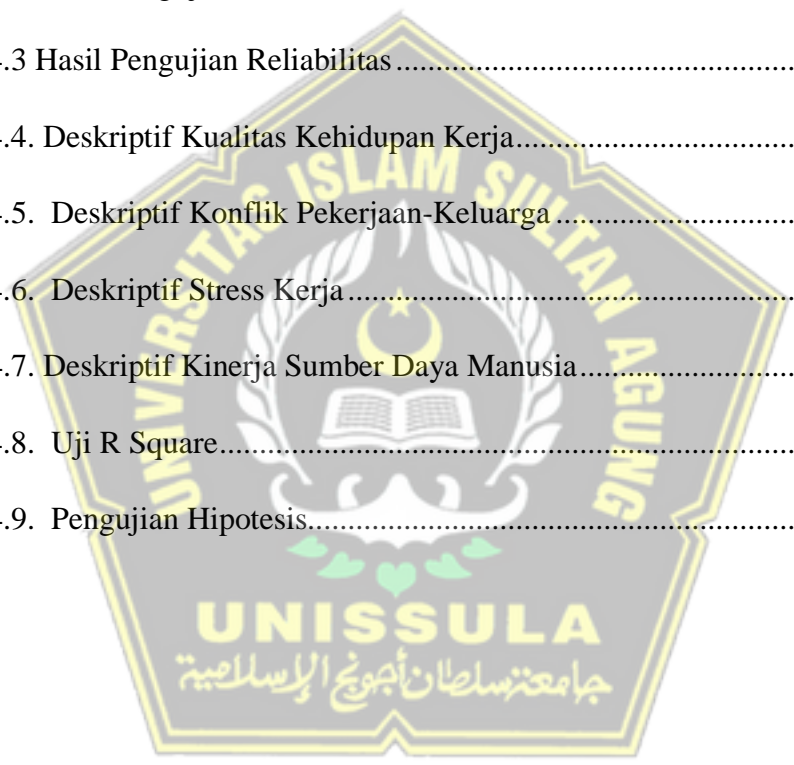 .3 Hasil Pengujian Reliabilitas
.4. Deskriptif Kualitas Kehidupan Kerja
.5. Deskriptif Konflik Pekerjaan-Keluarga
.6. Deskriptif Stress Kerja
.7. Deskriptif Kinerja Sumber Daya Manusia
.8. Uji R Square
.9. Pengujian Hipotesis
UNIVERSITAS ISLAM SULTAN AGUNG
UNISSULA
جامعة سلطان أجونج الإسلامية